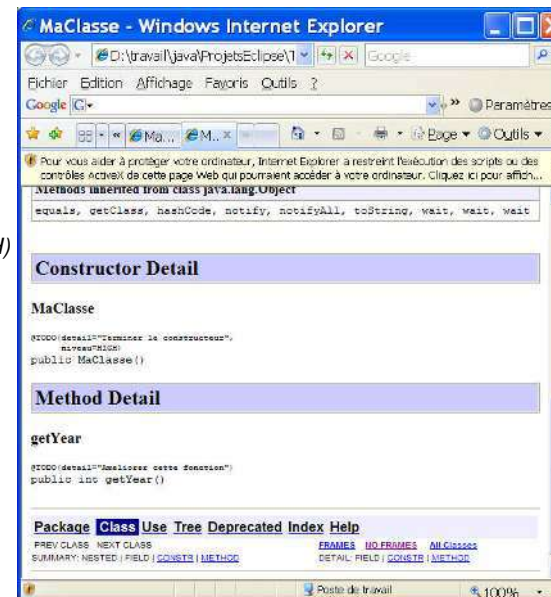 MaClasse - Windows Internet Explorer
D:\travail\java\ProjetsEclipse\T
Google
Fichier Edition Affichage Favoris Outils ?
Google G
» Paramètres
« Ma... M.. x Page Outils
Pour vous aider à protéger votre ordinateur, Internet Explorer a restreint l'exécution des scripts ou des
contrôles ActiveX de cette page Web qui pourraient accéder à votre ordinateur. Cliquez ici pour affich...
Methods inherited from class java.lang.Object
equals, getClass, hashCode, notify, notifyAll, toString, wait, wait, wait
)
Constructor Detail
MaClasse
@TODO(detail="Terminer le constructeur",
niveau=HIGH)
public MaClasse()
Method Detail
getYear
@TODO(detail="Ameliorer cette fonction")
public int getYear()
Package Class Use Tree Deprecated Index Help
PREV CLASS NEXT CLASS FRAMES NO FRAMES All Classes
SUMMARY: NESTED | FIELD | CONSTR | METHOD DETAIL: FIELD | CONSTR | METHOD
Poste de travail 100%